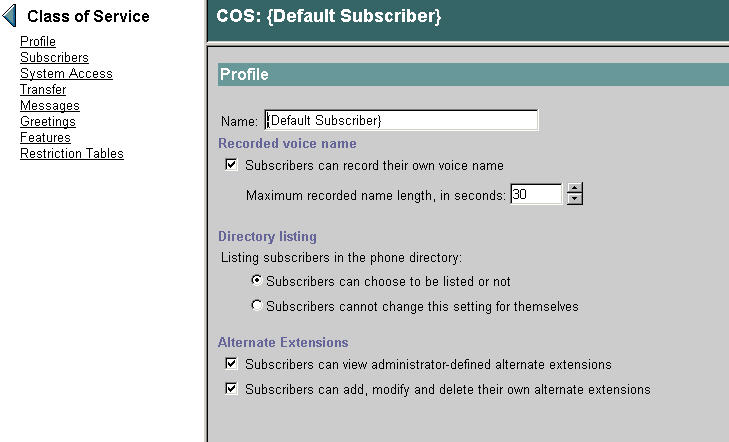 Class of Service
Profile
Subscribers
System Access
Transfer
Messages
Greetings
Features
Restriction Tables
COS: {Default Subscriber}
Profile
Name: {Default Subscriber}
Recorded voice name
Subscribers can record their own voice name
Maximum recorded name length, in seconds: 30
Directory listing
Listing subscribers in the phone directory:
Subscribers can choose to be listed or not
Subscribers cannot change this setting for themselves
Alternate Extensions
Subscribers can view administrator-defined alternate extensions
Subscribers can add, modify and delete their own alternate extensions